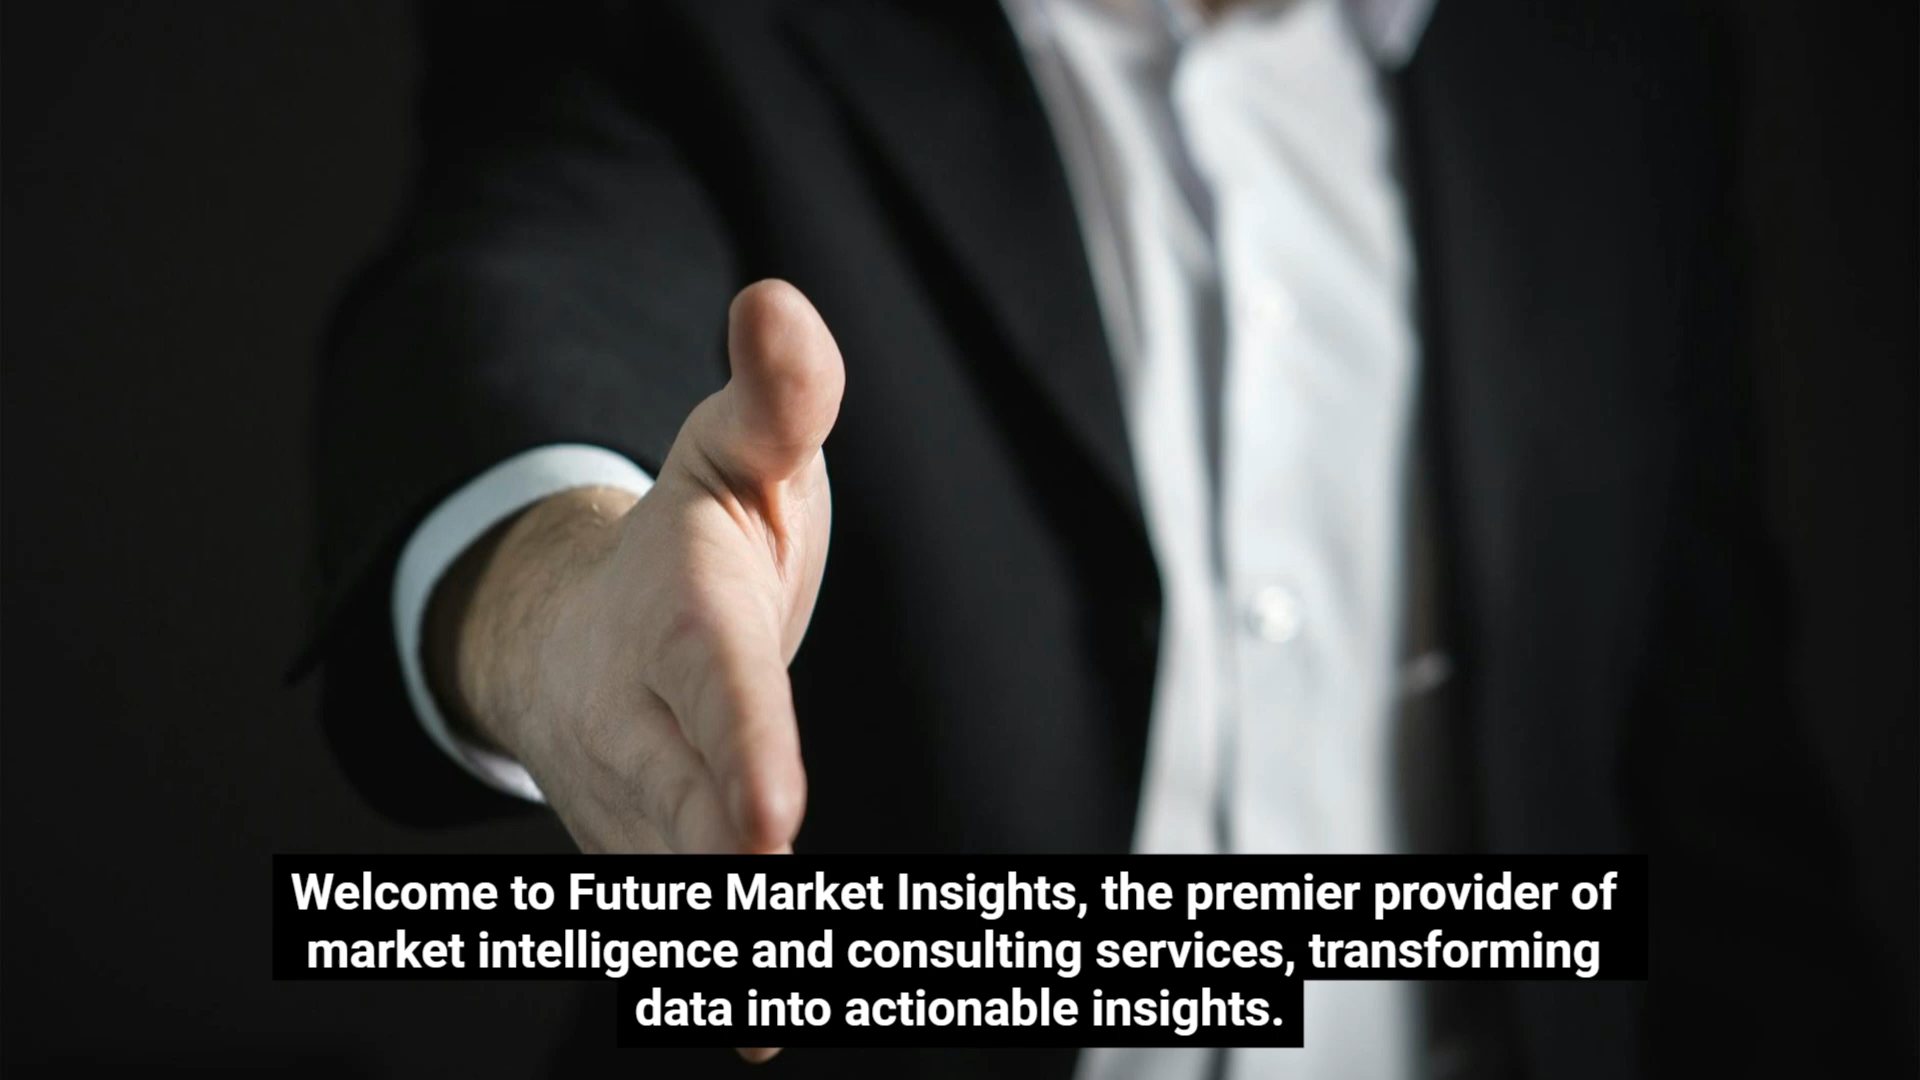 Welcome to Future Market Insights, the premier provider of
market intelligence and consulting services, transforming
data into actionable insights.